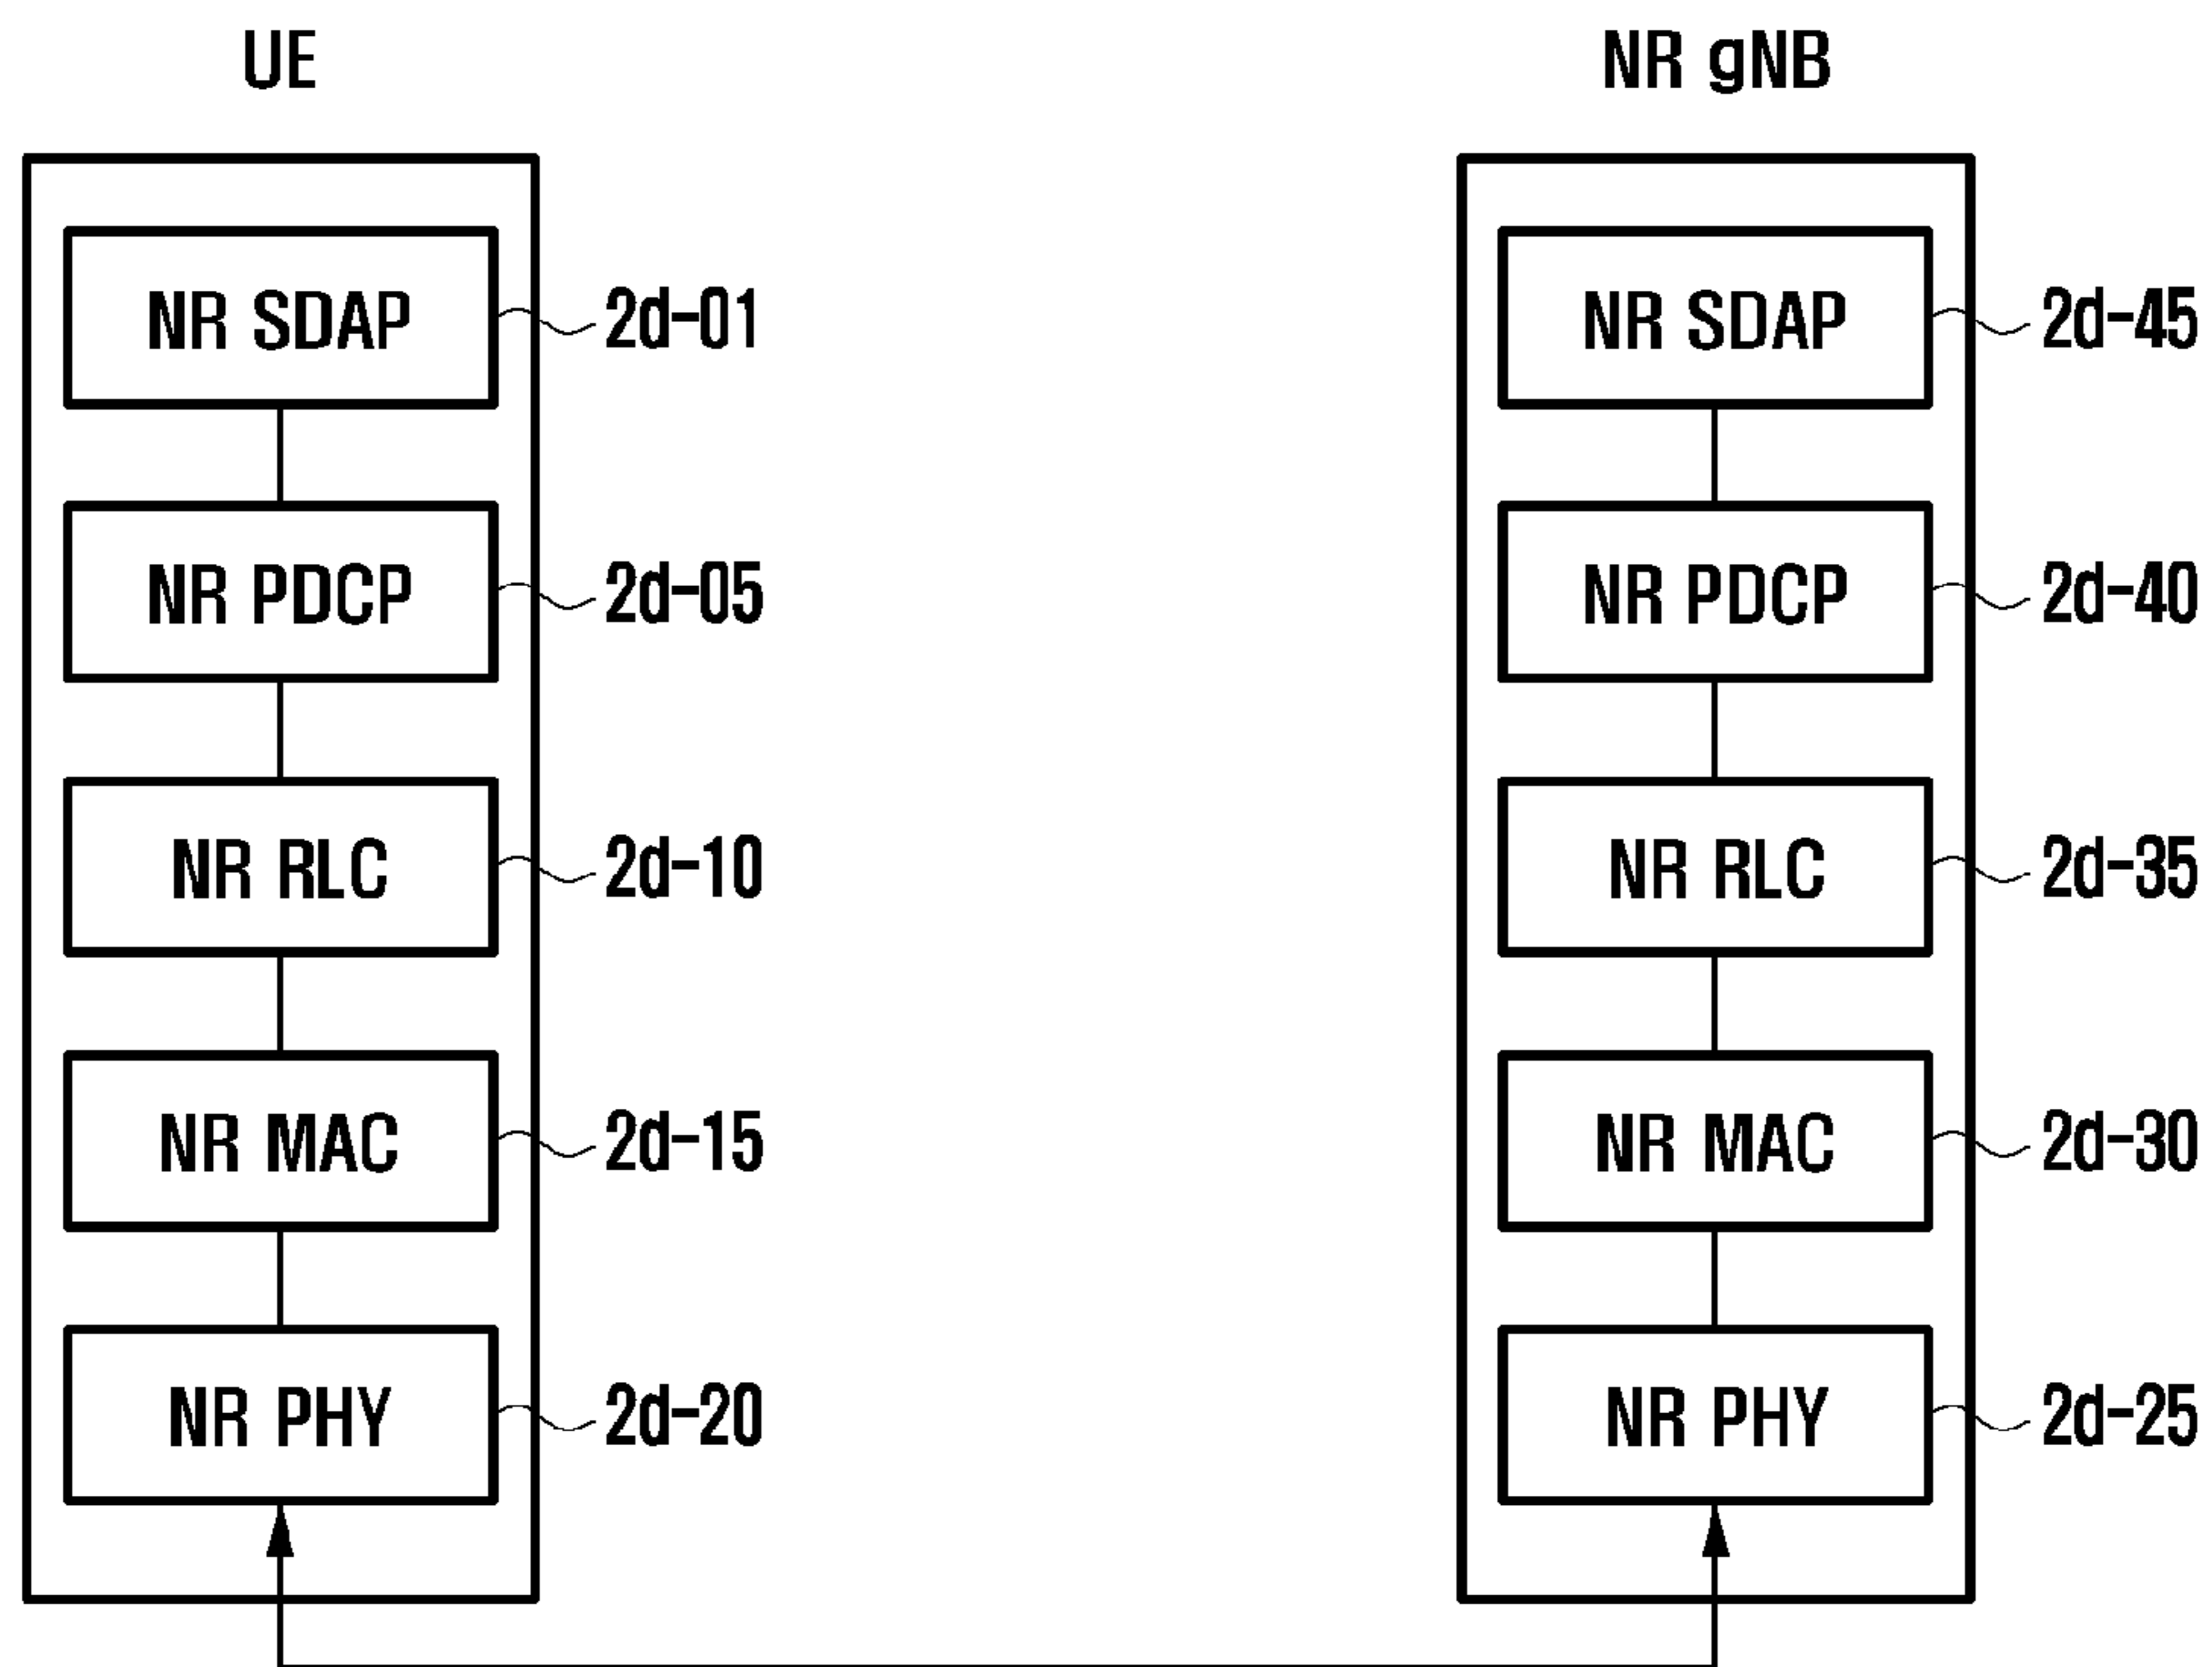 UE
NR gNB
NR SDAP
2d-01
NR SDAP
2d-45
NR PDCP
2d-05
NR PDCP
2d-40
NR RLC
2d-10
NR RLC
2d-35
NR MAC
2d-15
NR MAC
2d-30
NR PHY
2d-20
NR PHY
2d-25